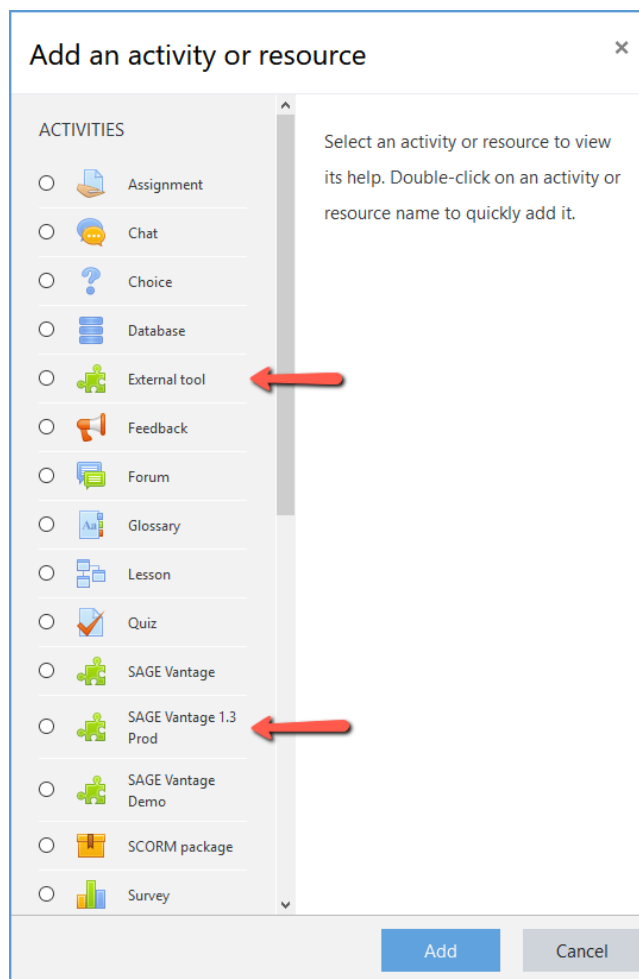 Add an activity or resource
×
ACTIVITIES
Assignment
Chat
Choice
Database
External tool
Feedback
Forum
Aa
Glossary
Lesson
Quiz
SAGE Vantage
SAGE Vantage 1.3
Prod
SAGE Vantage
Demo
SCORM package
Survey
Select an activity or resource to view
its help. Double-click on an activity or
resource name to quickly add it.
Add
Cancel